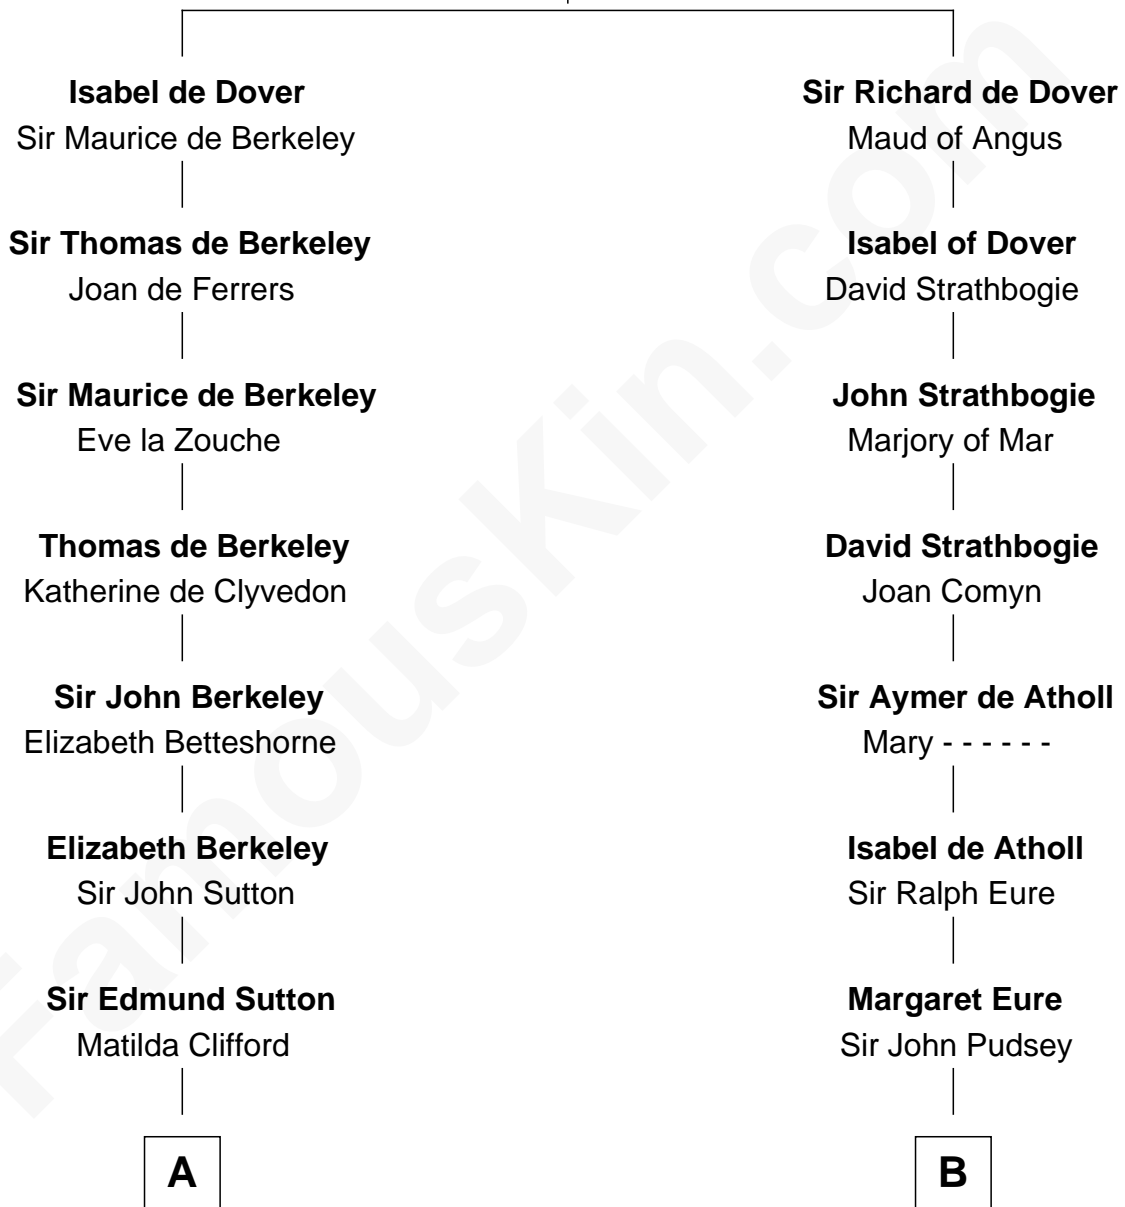 Isabel de Dover
Sir Maurice de Berkeley
Sir Thomas de Berkeley
Joan de Ferrers
Sir Maurice de Berkeley
Eve la Zouche
Thomas de Berkeley
Katherine de Clyvedon
Sir John Berkeley
Elizabeth Betteshorne
Elizabeth Berkeley
Sir John Sutton
Sir Edmund Sutton
Matilda Clifford
A
Sir Richard de Dover
Maud of Angus
Isabel of Dover
David Strathbogie
John Strathbogie
Marjory of Mar
David Strathbogie
Joan Comyn
Sir Aymer de Atholl
Mary - - - - - -
Isabel de Atholl
Sir Ralph Eure
Margaret Eure
Sir John Pudsey
B
FamousKin.com